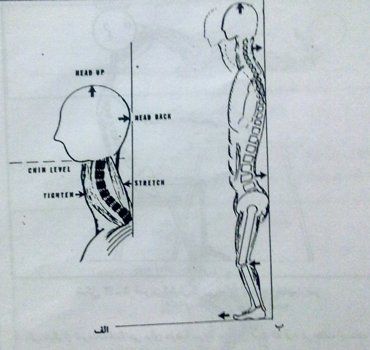 HEAD UP
HEAD BACK
CHIN LEVEL
TIGHTEN
STRETCH
الف
ب